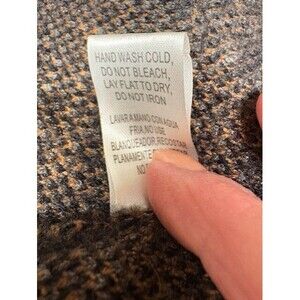 HAND WASH COLD,
DO NOT BLEACH,
LAY FLAT TO DRY,
DO NOT IRON
LAVAR A MANO CON AGUA
FRIA, NO USE
BLANQUEADOR, RECOSTAR
PLANAMENTE
NO